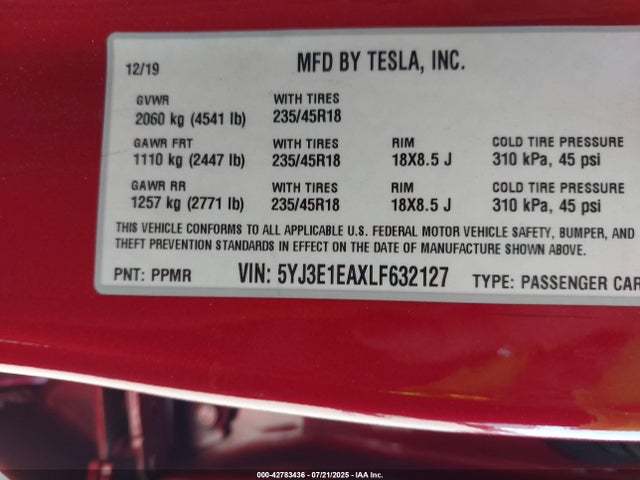 12/19 MFD BY TESLA, INC.
GVWR WITH TIRES
2060 kg (4541 lb) 235/45R18
GAWR FRT WITH TIRES RIM COLD TIRE PRESSURE
1110 kg (2447 lb) 235/45R18 18X8.5 J 310 kPa, 45 psi
GAWR RR WITH TIRES RIM COLD TIRE PRESSURE
1257 kg (2771 lb) 235/45R18 18X8.5 J 310 kPa, 45 psi
THIS VEHICLE CONFORMS TO ALL APPLICABLE U.S. FEDERAL MOTOR VEHICLE SAFETY, BUMPER, AND
THEFT PREVENTION STANDARDS IN EFFECT ON THE DATE OF MANUFACTURE SHOWN ABOVE.
PNT: PPMR VIN: 5YJ3E1EAXLF632127 TYPE: PASSENGER CAR
000-42783436 - 07/21/2025 - IAA Inc.